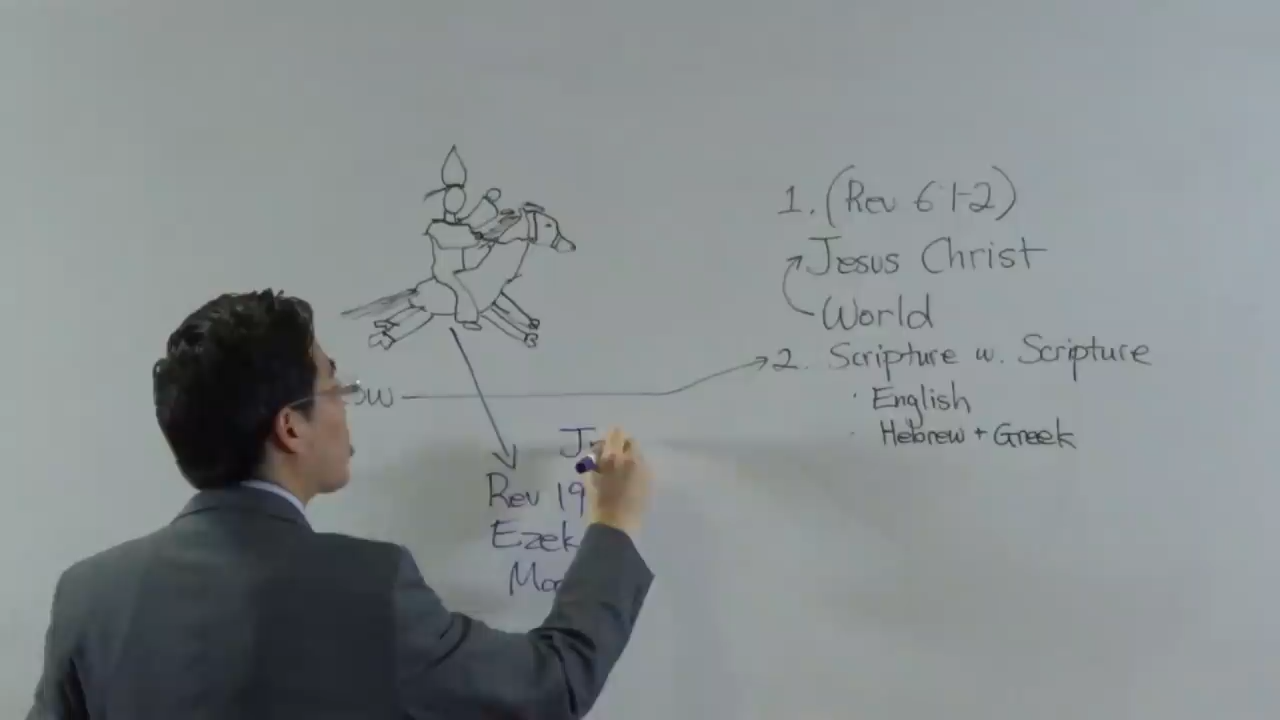 1. (Rev 6:1-2)
Jesus Christ
World
2. Scripture w. Scripture
· English
· Hebrew + Greek
Rev 19